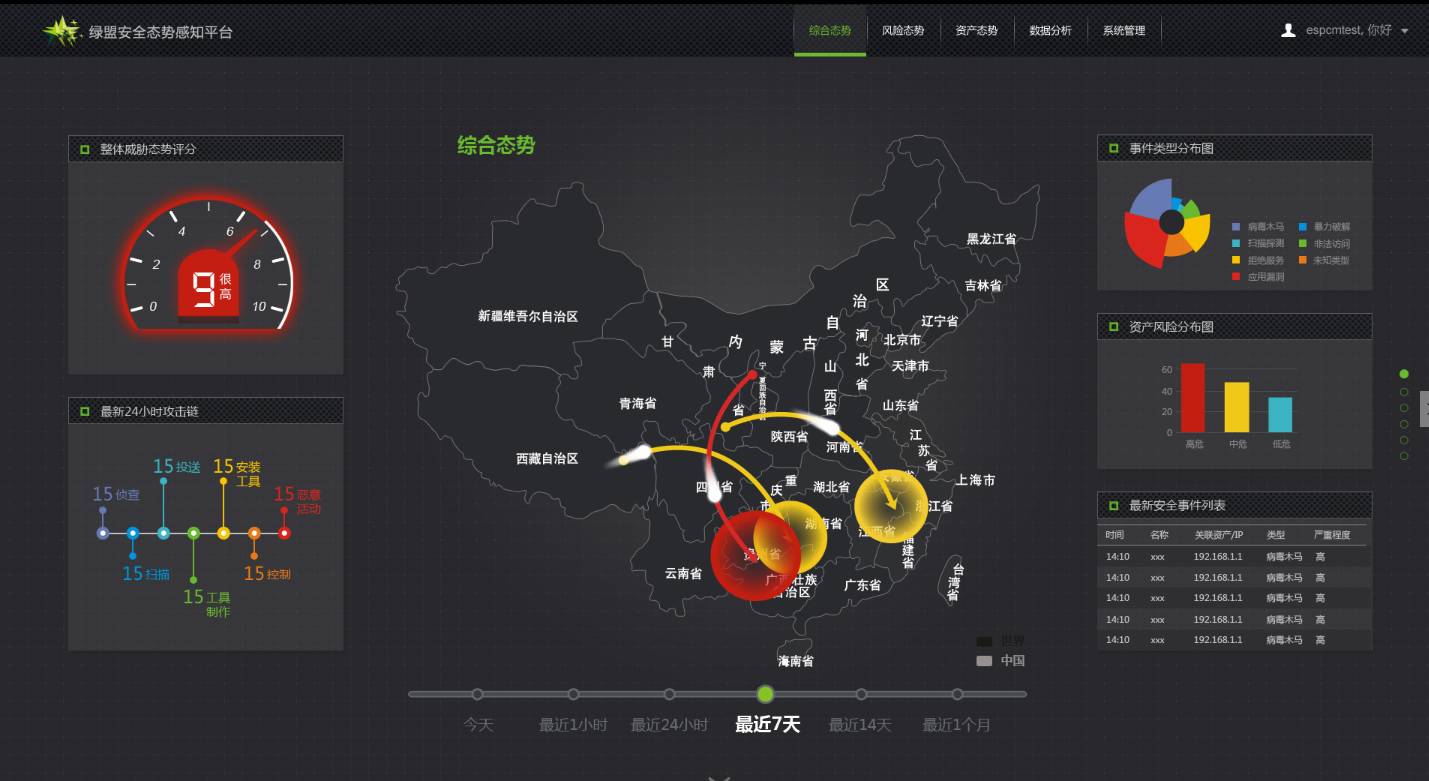 绿盟安全态势感知平台
综合态势
风险态势
资产态势
数据分析
系统管理
espcmtest, 你好
整体威胁态势评分
0
2
4
6
8
10
9
很高
最新24小时攻击链
15 侦查
15 扫描
15 投送
15 工具
制作
15 安装
工具
15 控制
15 恶意
活动
综合态势
黑龙江省
吉林省
辽宁省
内蒙古自治区
新疆维吾尔自治区
甘肃省
河北省
北京市
天津市
山西省
山东省
青海省
陕西省
河南省
江苏省
西藏自治区
四川省
重庆市
湖北省
上海市
浙江省
湖南省
江西省
福建省
贵州省
云南省
广西壮族
自治区
广东省
台湾省
海南省
世界
中国
今天
最近1小时
最近24小时
最近7天
最近14天
最近1个月
事件类型分布图
病毒木马
暴力破解
扫描探测
非法访问
拒绝服务
未知类型
应用漏洞
资产风险分布图
60
40
20
0
高危
中危
低危
最新安全事件列表
时间 名称 关联资产/IP 类型 严重程度
14:10 xxx 192.168.1.1 病毒木马 高
14:10 xxx 192.168.1.1 病毒木马 高
14:10 xxx 192.168.1.1 病毒木马 高
14:10 xxx 192.168.1.1 病毒木马 高
14:10 xxx 192.168.1.1 病毒木马 高